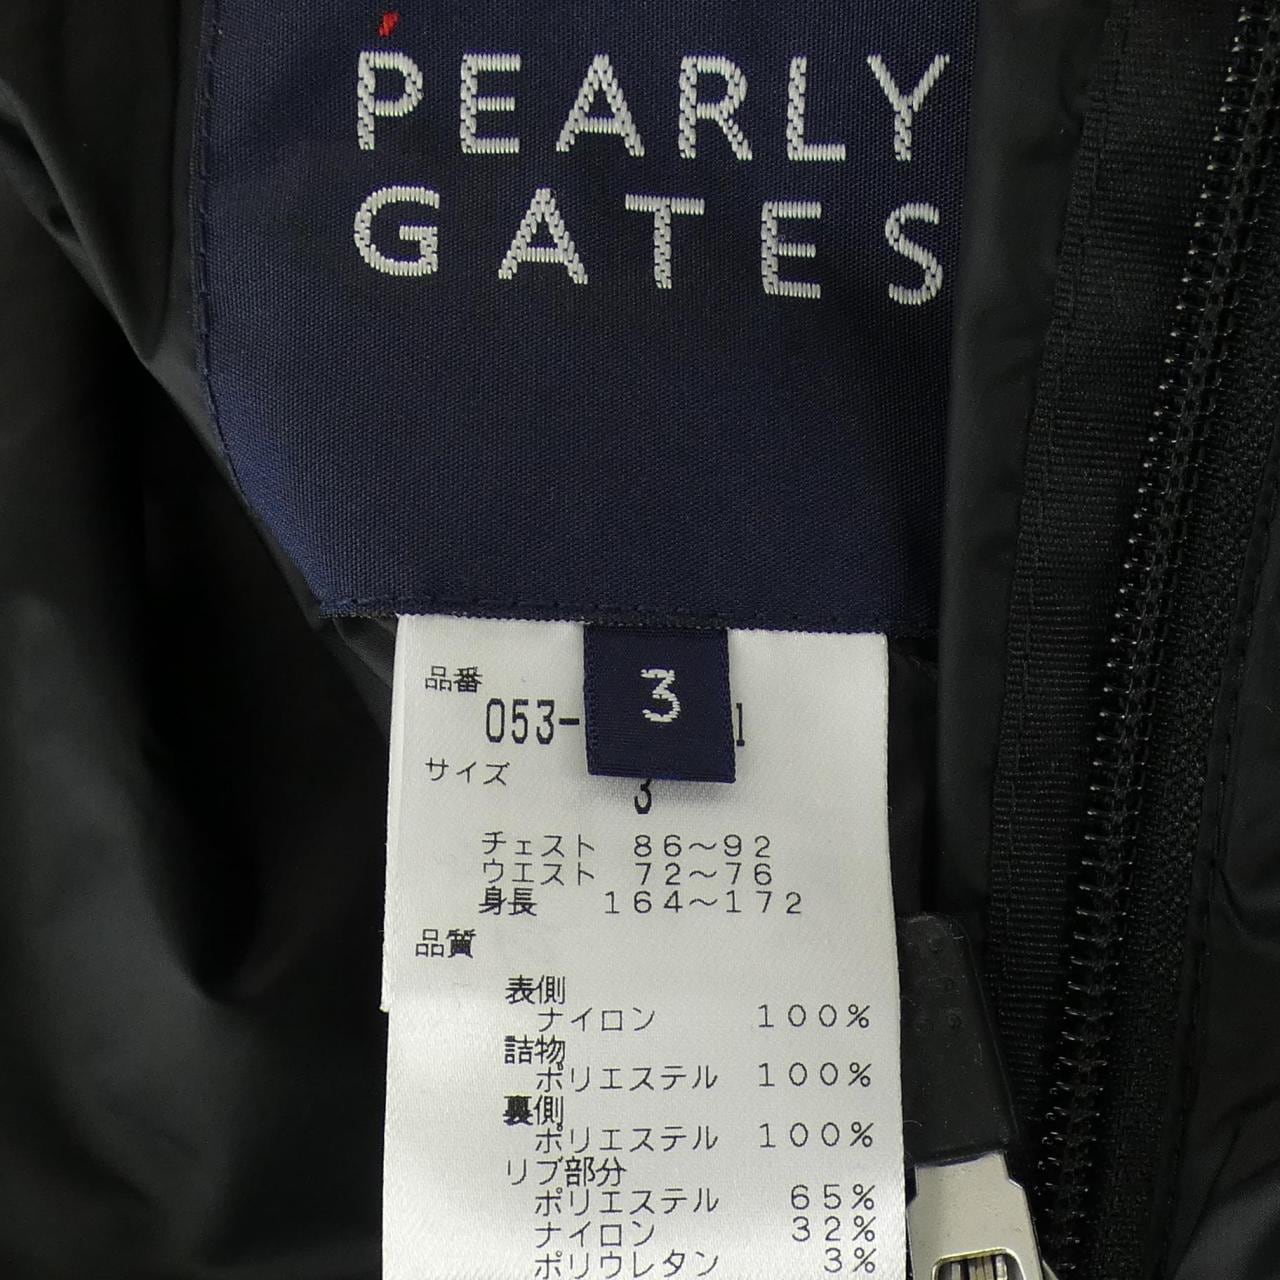 PEARLY
GATES
3
品番
053-
サイズ
3
チェスト 86～92
ウエスト 72～76
身長 164～172
品質
表側
ナイロン 100%
詰物
ポリエステル 100%
裏側
ポリエステル 100%
リブ部分
ポリエステル 65%
ナイロン 32%
ポリウレタン 3%